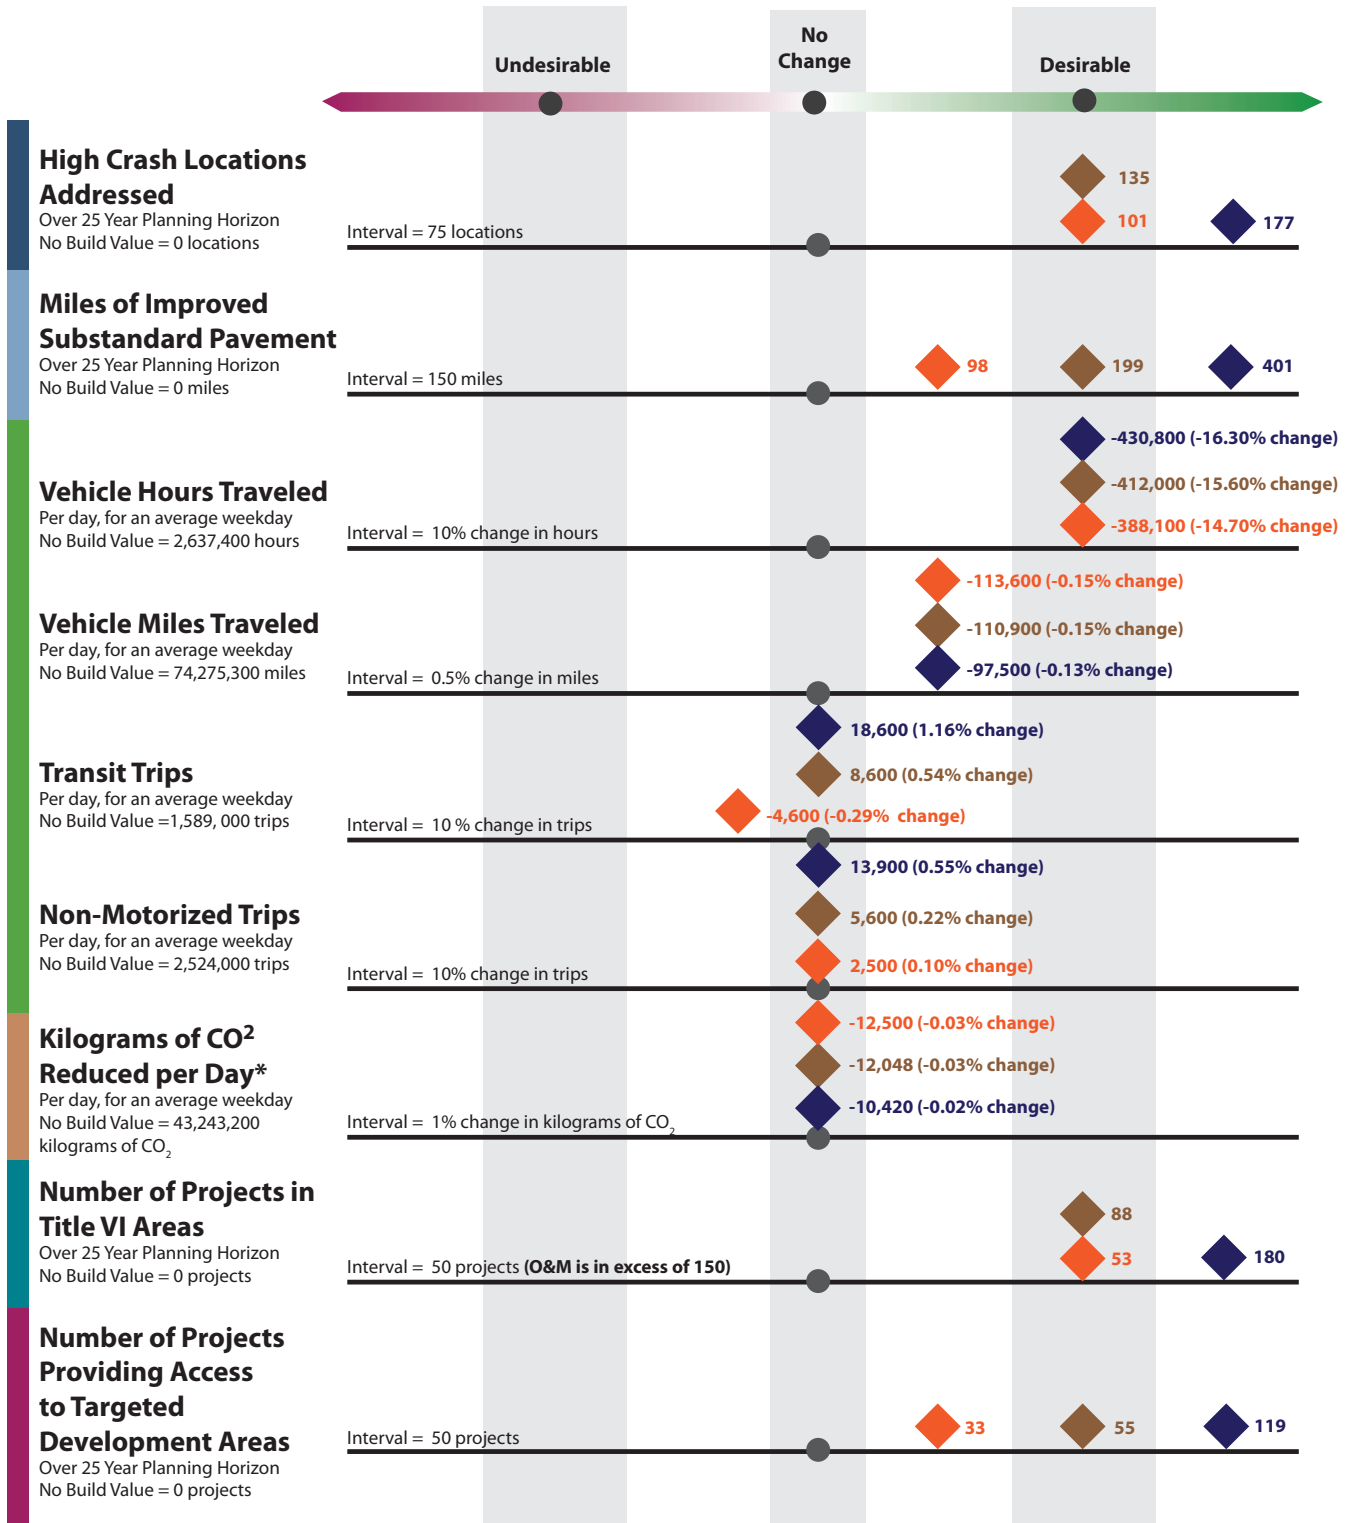 Undesirable
No
Change
Desirable
High Crash Locations
Addressed
Over 25 Year Planning Horizon
No Build Value = 0 locations
Interval = 75 locations
135
101
177
Miles of Improved
Substandard Pavement
Over 25 Year Planning Horizon
No Build Value = 0 miles
Interval = 150 miles
98
199
401
Vehicle Hours Traveled
Per day, for an average weekday
No Build Value = 2,637,400 hours
Interval = 10% change in hours
-430,800 (-16.30% change)
-412,000 (-15.60% change)
-388,100 (-14.70% change)
Vehicle Miles Traveled
Per day, for an average weekday
No Build Value = 74,275,300 miles
Interval = 0.5% change in miles
-113,600 (-0.15% change)
-110,900 (-0.15% change)
-97,500 (-0.13% change)
Transit Trips
Per day, for an average weekday
No Build Value =1,589, 000 trips
Interval = 10 % change in trips
18,600 (1.16% change)
8,600 (0.54% change)
-4,600 (-0.29% change)
Non-Motorized Trips
Per day, for an average weekday
No Build Value = 2,524,000 trips
Interval = 10% change in trips
13,900 (0.55% change)
5,600 (0.22% change)
2,500 (0.10% change)
Kilograms of CO²
Reduced per Day*
Per day, for an average weekday
No Build Value = 43,243,200
kilograms of CO₂
Interval = 1% change in kilograms of CO₂
-12,500 (-0.03% change)
-12,048 (-0.03% change)
-10,420 (-0.02% change)
Number of Projects in
Title VI Areas
Over 25 Year Planning Horizon
No Build Value = 0 projects
Interval = 50 projects (O&M is in excess of 150)
88
53
180
Number of Projects
Providing Access
to Targeted
Development Areas
Over 25 Year Planning Horizon
No Build Value = 0 projects
Interval = 50 projects
33
55
119